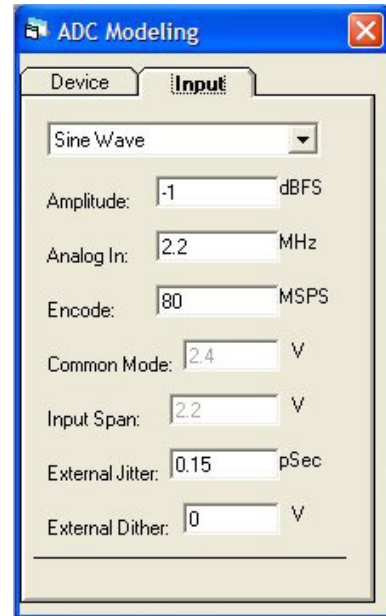 ADC Modeling
Device Input
Sine Wave
Amplitude: -1 dBFS
Analog In: 2.2 MHz
Encode: 80 MSPS
Common Mode: 2.4 V
Input Span: 2.2 V
External Jitter: 0.15 pSec
External Dither: 0 V